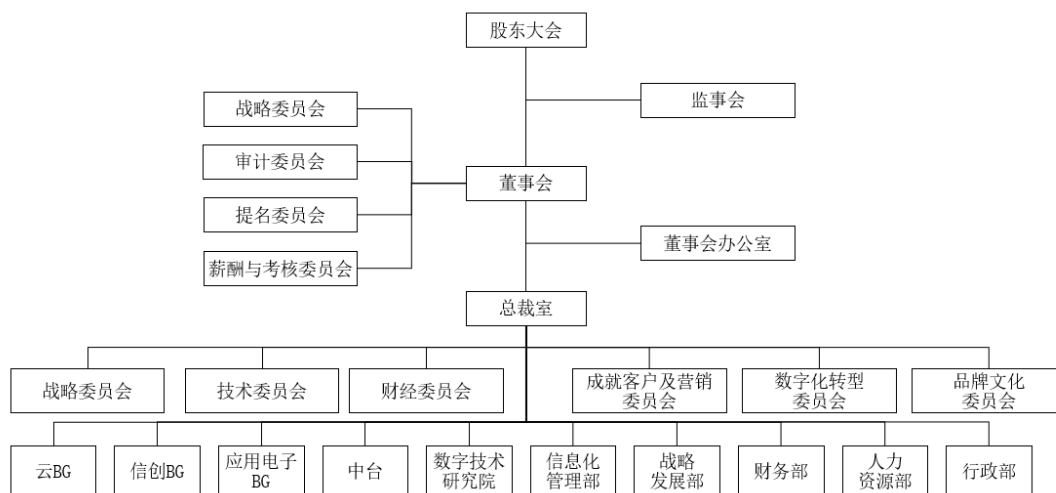 股东大会
监事会
战略委员会
审计委员会
提名委员会
薪酬与考核委员会
董事会
董事会办公室
总裁室
战略委员会
技术委员会
财经委员会
成就客户及营销
委员会
数字化转型
委员会
品牌文化
委员会
云BG
信创BG
应用电子
BG
中台
数字技术
研究院
信息化
管理部
战略
发展部
财务部
人力
资源部
行政部